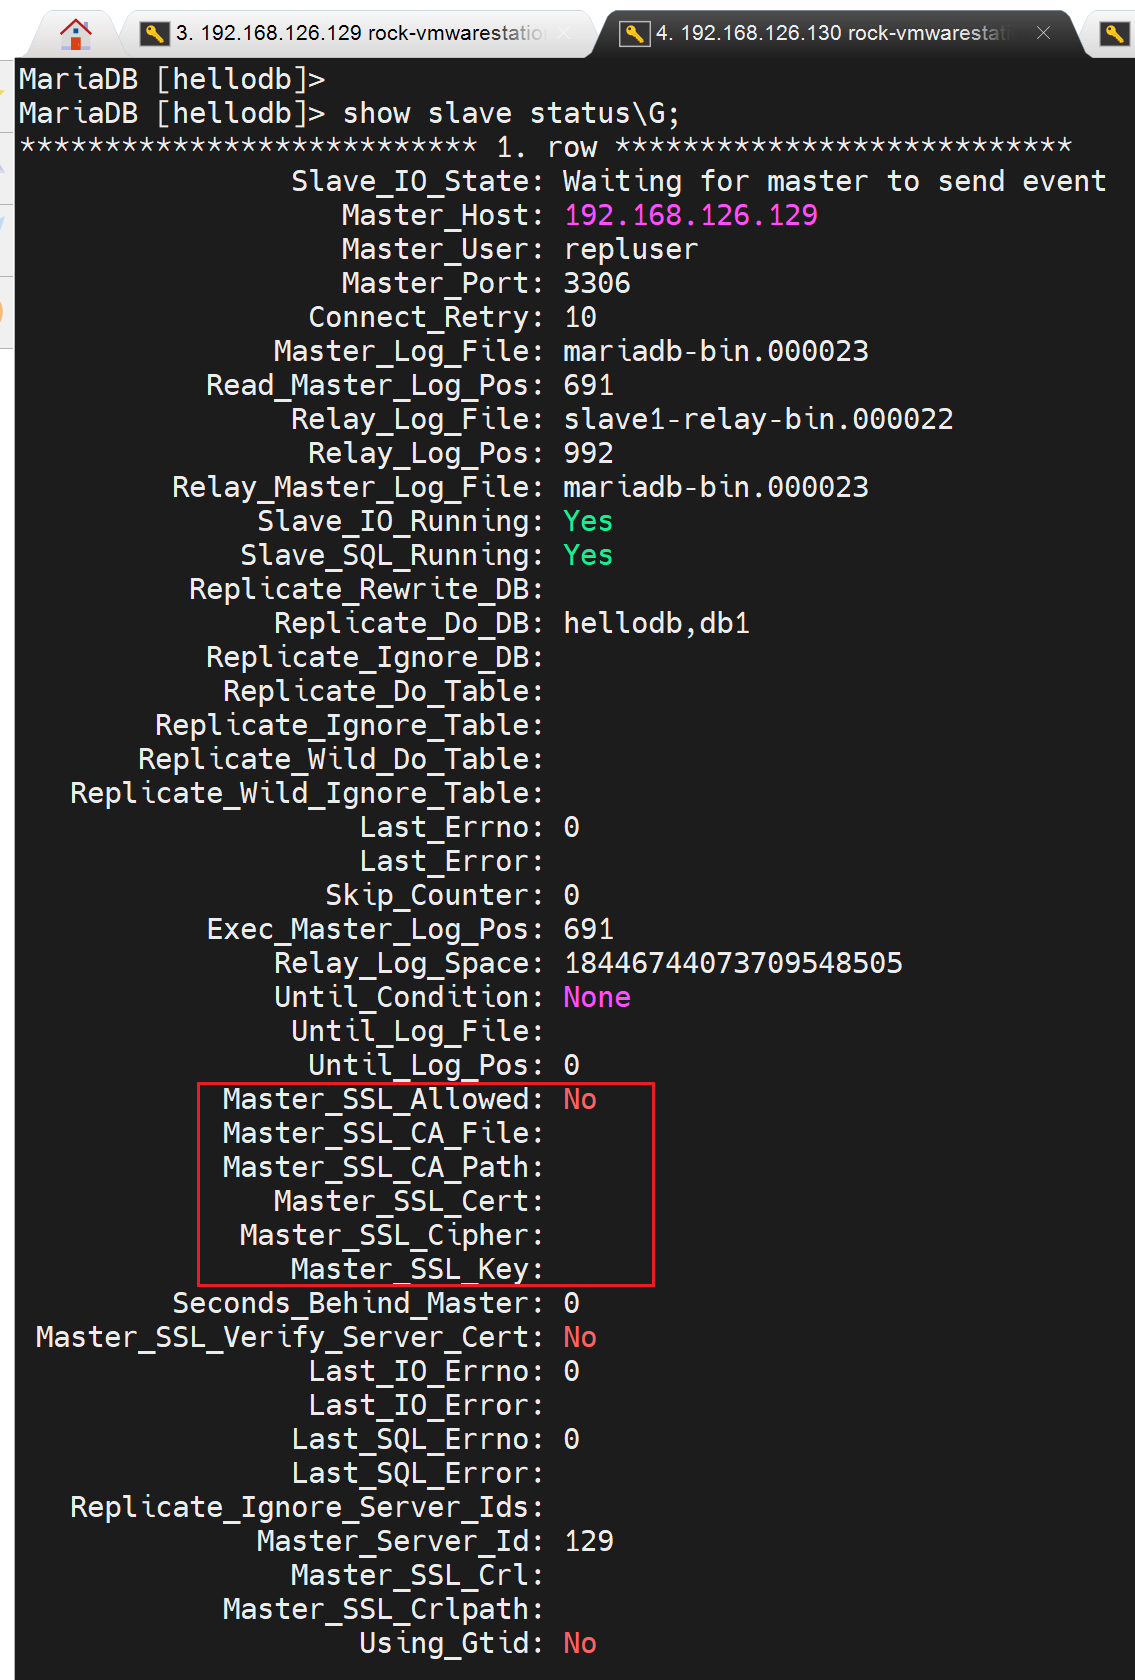 3. 192.168.126.129 rock-vmwarestatio
4. 192.168.126.130 rock-vmwarestat
MariaDB [hellodb]>
MariaDB [hellodb]> show slave status\G;
*************************** 1. row ***************************
Slave_IO_State: Waiting for master to send event
Master_Host: 192.168.126.129
Master_User: repluser
Master_Port: 3306
Connect_Retry: 10
Master_Log_File: mariadb-bin.000023
Read_Master_Log_Pos: 691
Relay_Log_File: slave1-relay-bin.000022
Relay_Log_Pos: 992
Relay_Master_Log_File: mariadb-bin.000023
Slave_IO_Running: Yes
Slave_SQL_Running: Yes
Replicate_Rewrite_DB:
Replicate_Do_DB: hellodb,db1
Replicate_Ignore_DB:
Replicate_Do_Table:
Replicate_Ignore_Table:
Replicate_Wild_Do_Table:
Replicate_Wild_Ignore_Table:
Last_Errno: 0
Last_Error:
Skip_Counter: 0
Exec_Master_Log_Pos: 691
Relay_Log_Space: 18446744073709548505
Until_Condition: None
Until_Log_File:
Until_Log_Pos: 0
Master_SSL_Allowed: No
Master_SSL_CA_File:
Master_SSL_CA_Path:
Master_SSL_Cert:
Master_SSL_Cipher:
Master_SSL_Key:
Seconds_Behind_Master: 0
Master_SSL_Verify_Server_Cert: No
Last_IO_Errno: 0
Last_IO_Error:
Last_SQL_Errno: 0
Last_SQL_Error:
Replicate_Ignore_Server_Ids:
Master_Server_Id: 129
Master_SSL_Crl:
Master_SSL_Crlpath:
Using_Gtid: No